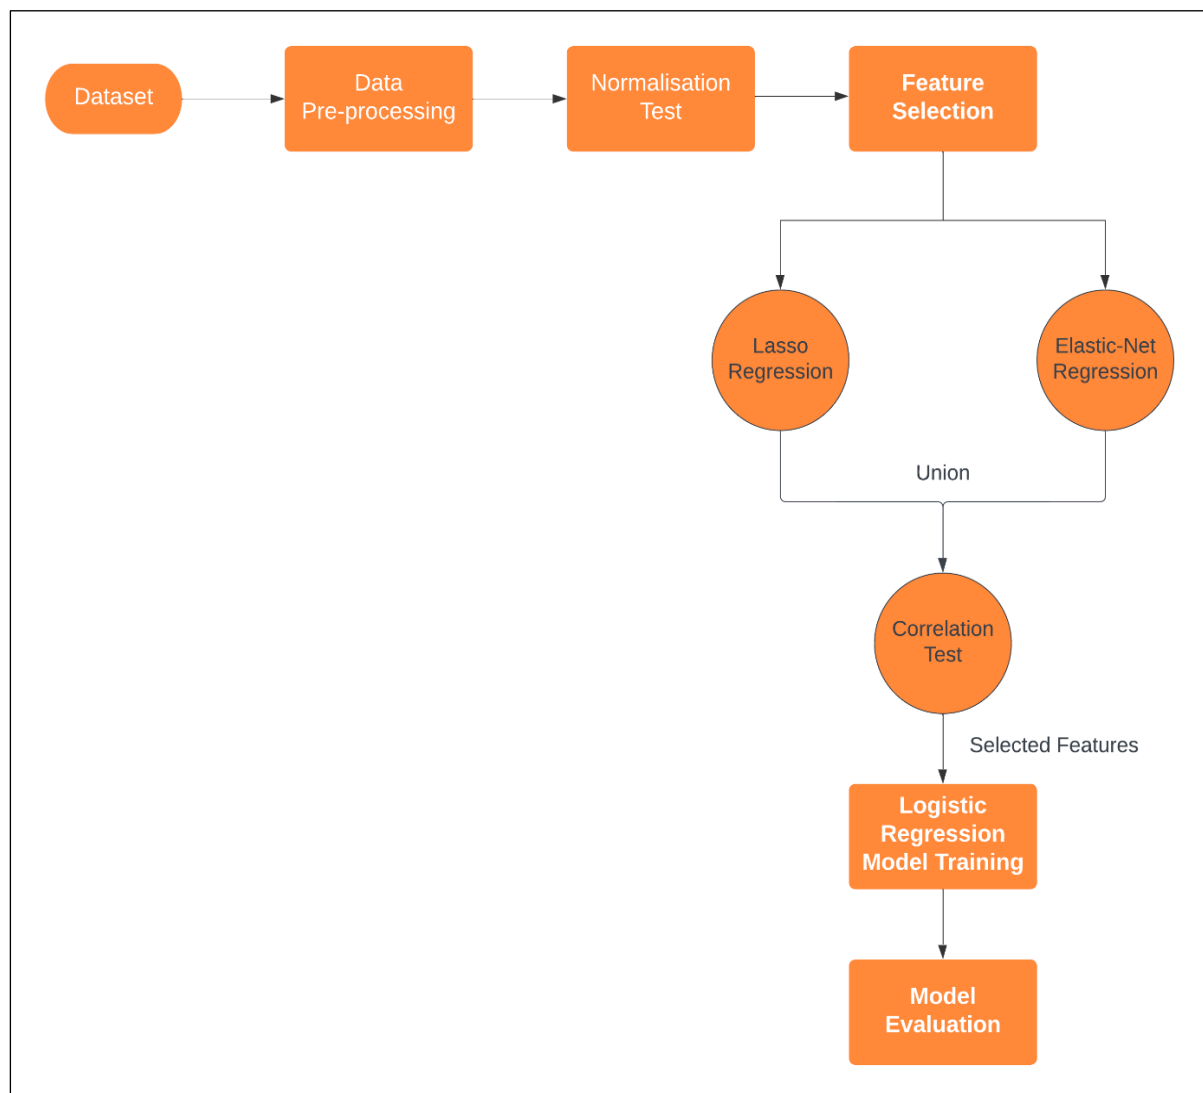 Dataset
Data
Pre-processing
Normalisation
Test
Feature
Selection
Lasso
Regression
Elastic-Net
Regression
Union
Correlation
Test
Selected Features
Logistic
Regression
Model Training
Model
Evaluation